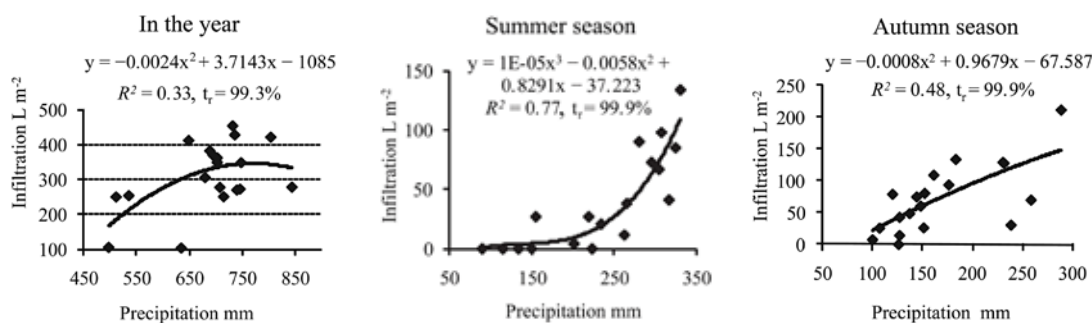 In the year
y = −0.0024x² + 3.7143x − 1085
R² = 0.33, tᵣ = 99.3%
Infiltration L m⁻²
500
400
300
200
100
450 550 650 750 850
Precipitation mm
Summer season
y = 1E-05x³ − 0.0058x² +
0.8291x − 37.223
R² = 0.77, tᵣ = 99.9%
Infiltration L m⁻²
150
100
50
0
50 150 250 350
Precipitation mm
Autumn season
y = −0.0008x² + 0.9679x − 67.587
R² = 0.48, tᵣ = 99.9%
Infiltration L m⁻²
250
200
150
100
50
0
50 100 150 200 250 300
Precipitation mm